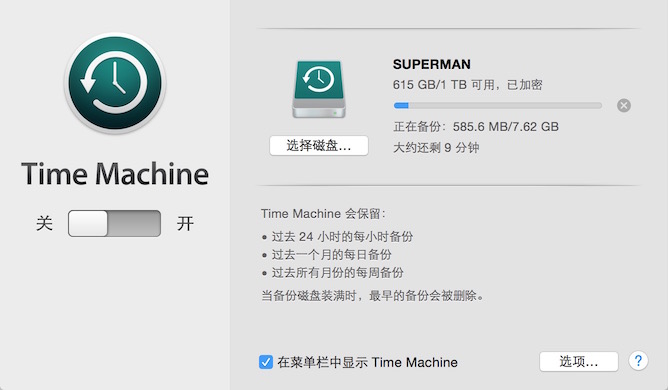 Time Machine
关 开
SUPERMAN
615 GB/1 TB 可用，已加密
正在备份：585.6 MB/7.62 GB
大约还剩 9 分钟
选择磁盘...
Time Machine 会保留：
• 过去 24 小时的每小时备份
• 过去一个月的每日备份
• 过去所有月份的每周备份
当备份磁盘装满时，最早的备份会被删除。
在菜单栏中显示 Time Machine
选项...
?